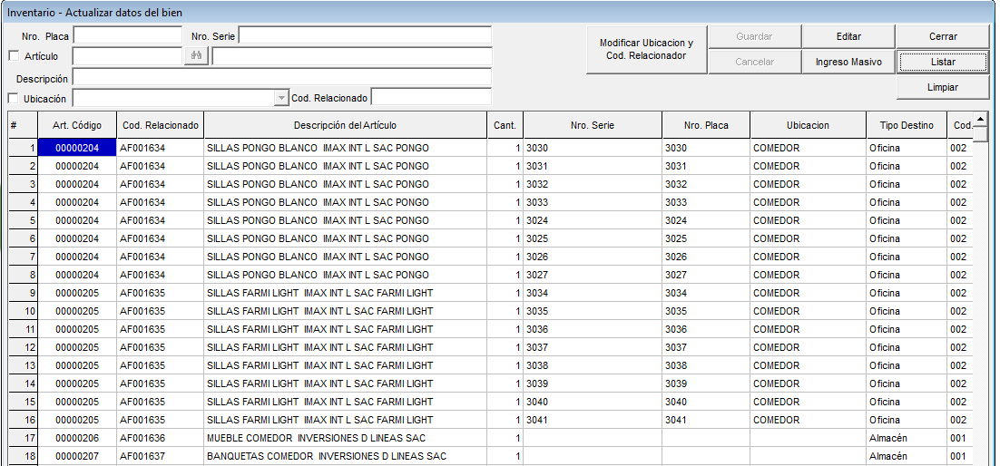 Inventario - Actualizar datos del bien
Nro. Placa Nro. Serie Modificar Ubicacion y Cod. Relacionador Guardar Editar Cerrar
Artículo Cancelar Ingreso Masivo Listar
Descripción Limpiar
Ubicación Cod. Relacionado
# Art. Código Cod. Relacionado Descripción del Artículo Cant. Nro. Serie Nro. Placa Ubicacion Tipo Destino Cod.
1 00000204 AF001634 SILLAS PONGO BLANCO IMAX INT L SAC PONGO 1 3030 3030 COMEDOR Oficina 002
2 00000204 AF001634 SILLAS PONGO BLANCO IMAX INT L SAC PONGO 1 3031 3031 COMEDOR Oficina 002
3 00000204 AF001634 SILLAS PONGO BLANCO IMAX INT L SAC PONGO 1 3032 3032 COMEDOR Oficina 002
4 00000204 AF001634 SILLAS PONGO BLANCO IMAX INT L SAC PONGO 1 3033 3033 COMEDOR Oficina 002
5 00000204 AF001634 SILLAS PONGO BLANCO IMAX INT L SAC PONGO 1 3024 3024 COMEDOR Oficina 002
6 00000204 AF001634 SILLAS PONGO BLANCO IMAX INT L SAC PONGO 1 3025 3025 COMEDOR Oficina 002
7 00000204 AF001634 SILLAS PONGO BLANCO IMAX INT L SAC PONGO 1 3026 3026 COMEDOR Oficina 002
8 00000204 AF001634 SILLAS PONGO BLANCO IMAX INT L SAC PONGO 1 3027 3027 COMEDOR Oficina 002
9 00000205 AF001635 SILLAS FARMI LIGHT IMAX INT L SAC FARMI LIGHT 1 3034 3034 COMEDOR Oficina 002
10 00000205 AF001635 SILLAS FARMI LIGHT IMAX INT L SAC FARMI LIGHT 1 3035 3035 COMEDOR Oficina 002
11 00000205 AF001635 SILLAS FARMI LIGHT IMAX INT L SAC FARMI LIGHT 1 3036 3036 COMEDOR Oficina 002
12 00000205 AF001635 SILLAS FARMI LIGHT IMAX INT L SAC FARMI LIGHT 1 3037 3037 COMEDOR Oficina 002
13 00000205 AF001635 SILLAS FARMI LIGHT IMAX INT L SAC FARMI LIGHT 1 3038 3038 COMEDOR Oficina 002
14 00000205 AF001635 SILLAS FARMI LIGHT IMAX INT L SAC FARMI LIGHT 1 3039 3039 COMEDOR Oficina 002
15 00000205 AF001635 SILLAS FARMI LIGHT IMAX INT L SAC FARMI LIGHT 1 3040 3040 COMEDOR Oficina 002
16 00000205 AF001635 SILLAS FARMI LIGHT IMAX INT L SAC FARMI LIGHT 1 3041 3041 COMEDOR Oficina 002
17 00000206 AF001636 MUEBLE COMEDOR INVERSIONES D LINEAS SAC 1 Almacén 001
18 00000207 AF001637 BANQUETAS COMEDOR INVERSIONES D LINEAS SAC 1 Almacén 001